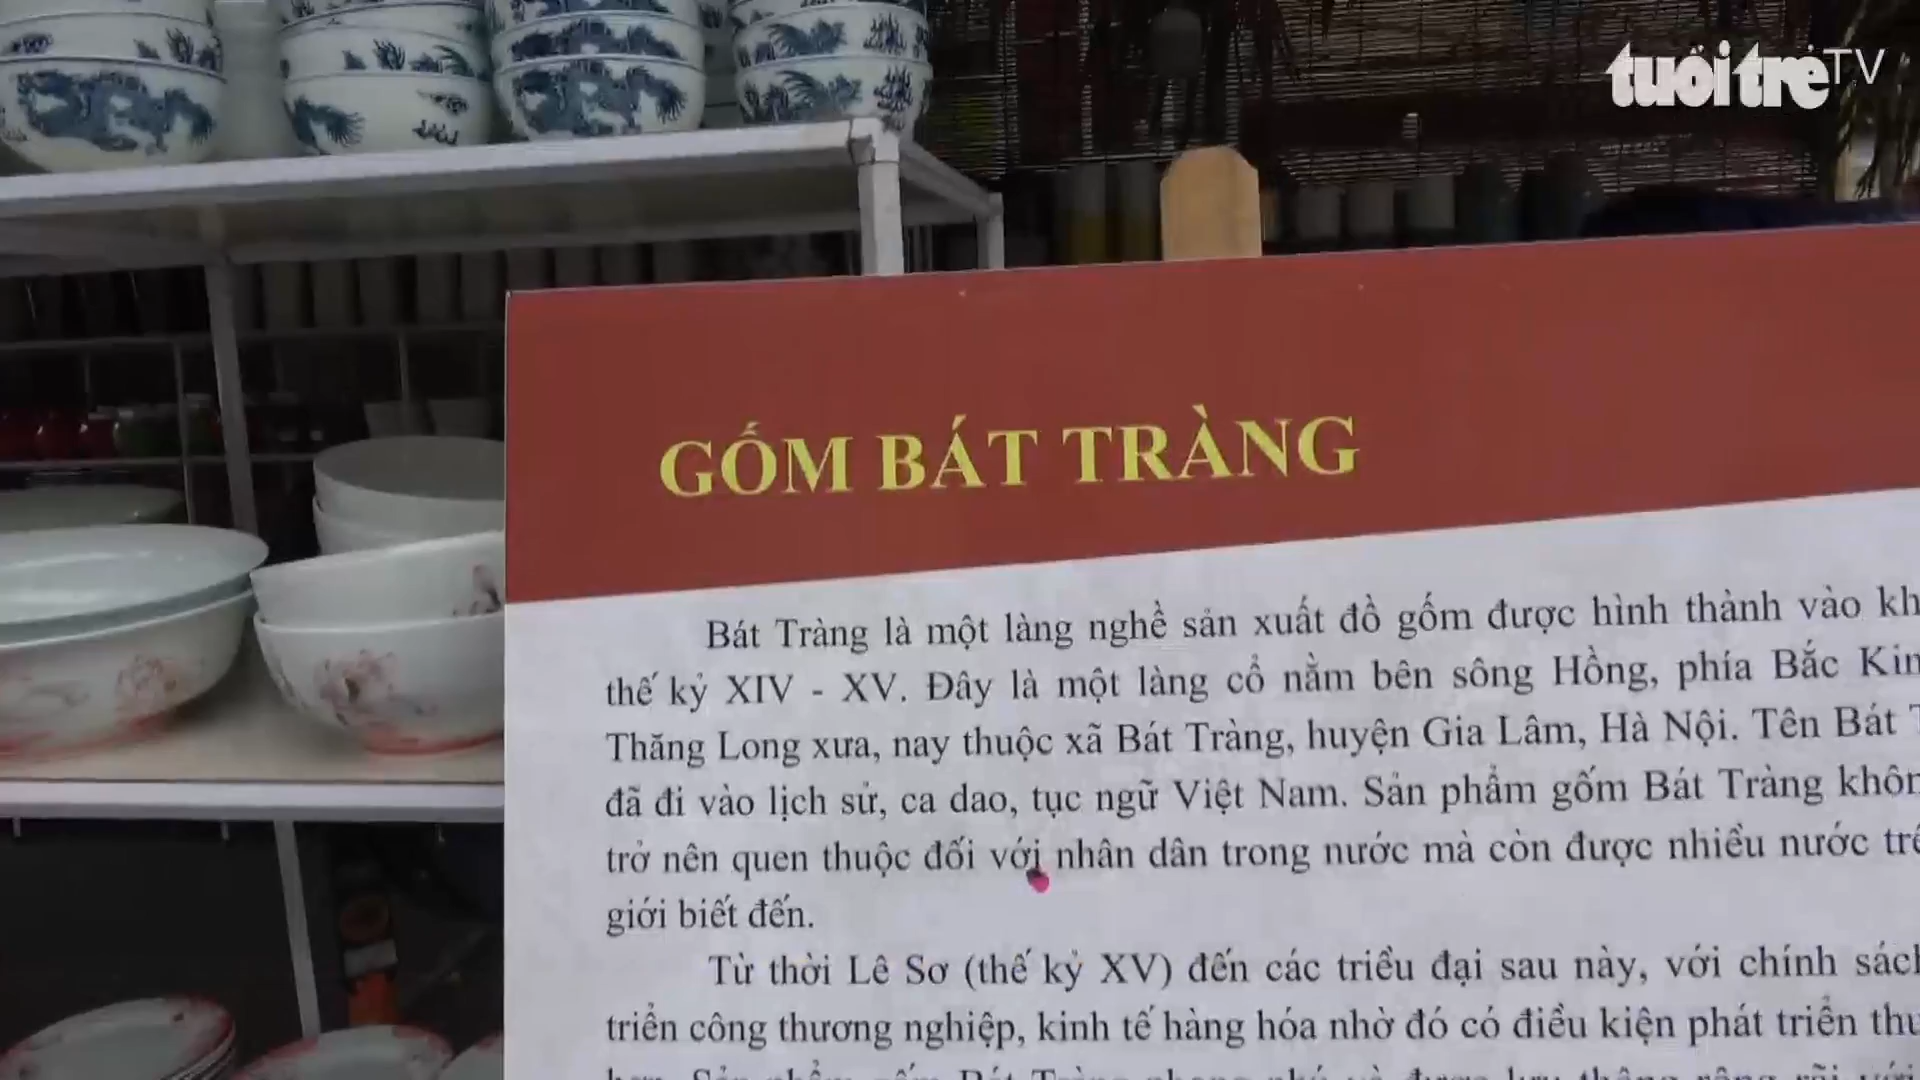 tuổi trẻ TV
GỐM BÁT TRÀNG
Bát Tràng là một làng nghề sản xuất đồ gốm được hình thành vào
thế kỷ XIV - XV. Đây là một làng cổ nằm bên sông Hồng, phía Bắc
Thăng Long xưa, nay thuộc xã Bát Tràng, huyện Gia Lâm, Hà Nội. Tên Bát
đã đi vào lịch sử, ca dao, tục ngữ Việt Nam. Sản phẩm gốm Bát Tràng
trở nên quen thuộc đối với nhân dân trong nước mà còn được nhiều nước
giới biết đến.
Từ thời Lê Sơ (thế kỷ XV) đến các triều đại sau này, với chính
triển công thương nghiệp, kinh tế hàng hóa nhờ đó có điều kiện phát triển